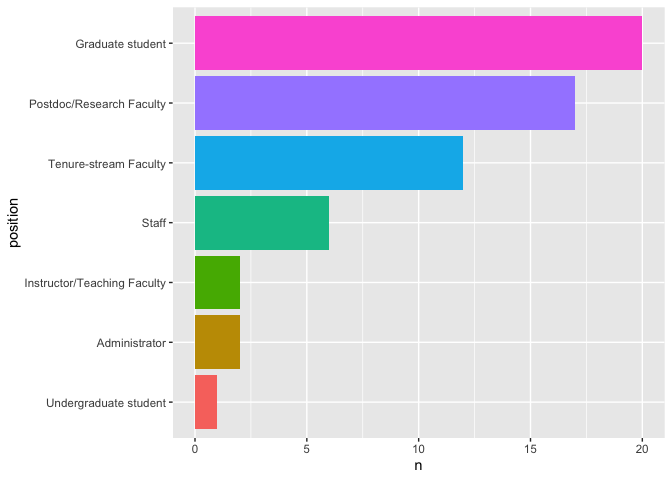 Graduate student
Postdoc/Research Faculty
Tenure-stream Faculty
Staff
Instructor/Teaching Faculty
Administrator
Undergraduate student
position
0 5 10 15 20
n